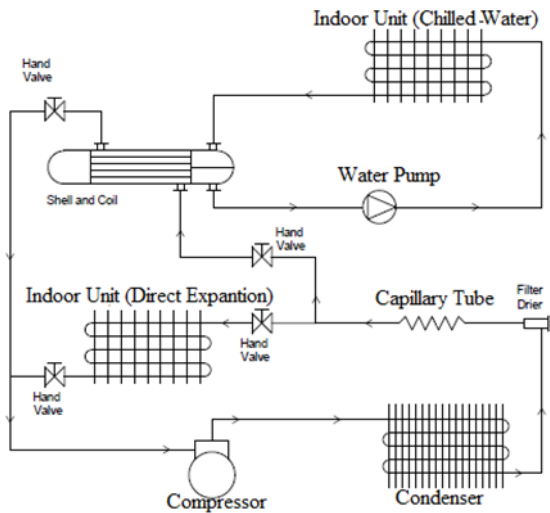 Indoor Unit (Chilled-Water)
Hand
Valve
Water Pump
Shell and Coil
Hand
Valve
Indoor Unit (Direct Expantion)
Capillary Tube
Filter
Drier
Hand
Valve
Hand
Valve
Compressor
Condenser